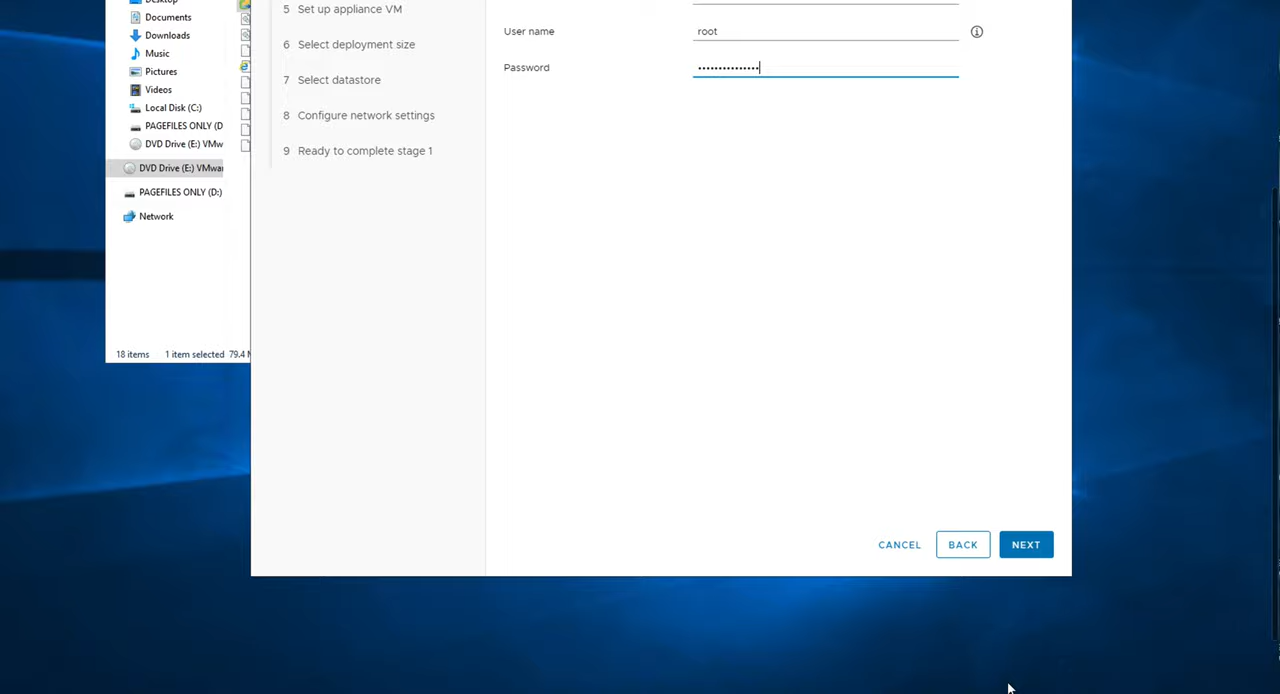 Desktop
Documents
Downloads
Music
Pictures
Videos
Local Disk (C:)
PAGEFILES ONLY (D
DVD Drive (E:) VMw
DVD Drive (E:) VMwar
PAGEFILES ONLY (D:)
Network
18 items 1 item selected 79.4 M
5 Set up appliance VM
6 Select deployment size
7 Select datastore
8 Configure network settings
9 Ready to complete stage 1
User name root
Password ···············
CANCEL BACK NEXT